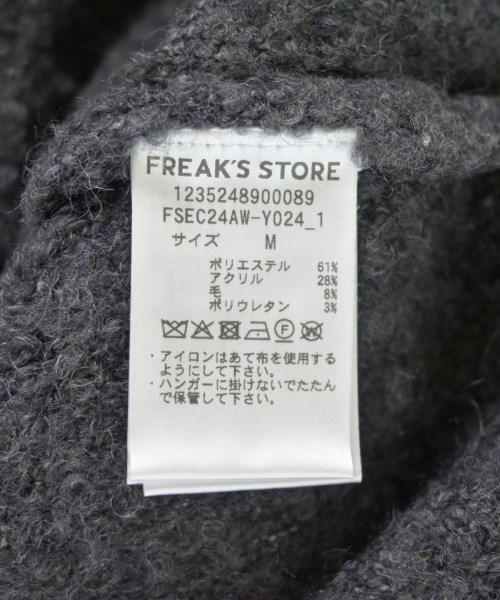 FREAK'S STORE
1235248900089
FSEC24AW-Y024_1
サイズ M
ポリエステル 61%
アクリル 28%
毛 8%
ポリウレタン 3%
・アイロンはあて布を使用する
ようにして下さい。
・ハンガーに掛けないでたたん
で保管して下さい。